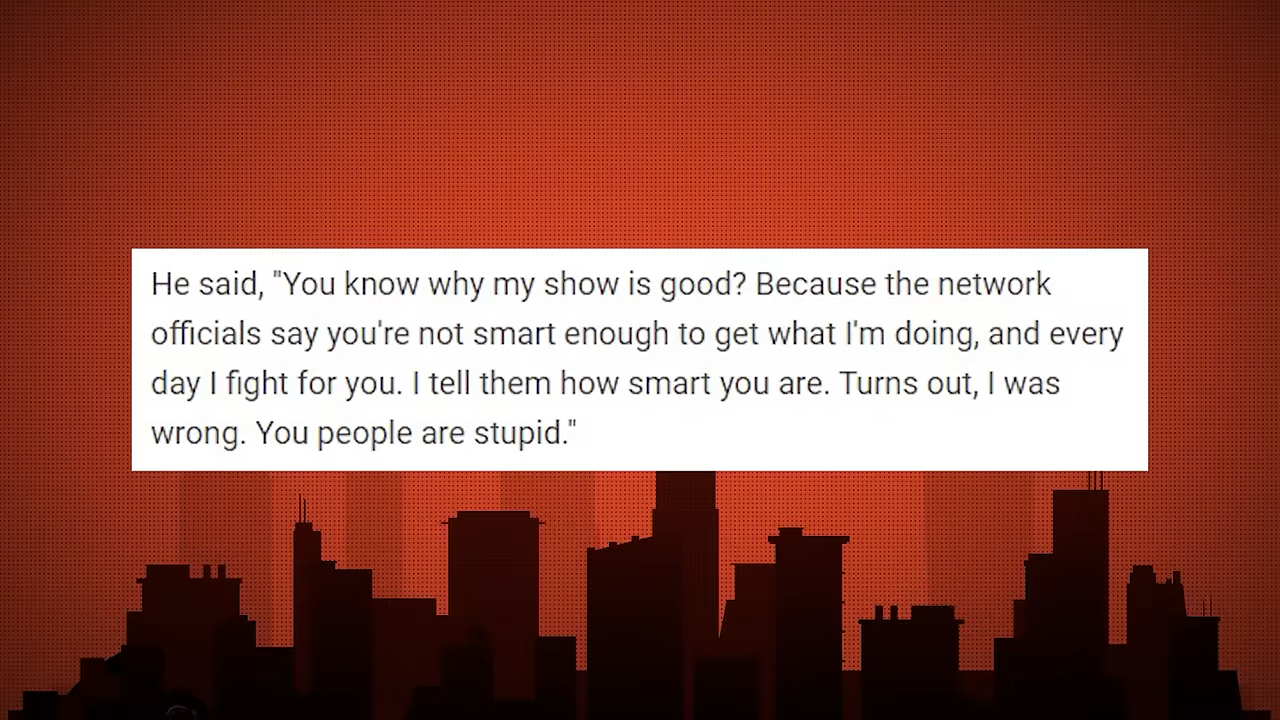 He said, "You know why my show is good? Because the network
officials say you're not smart enough to get what I'm doing, and every
day I fight for you. I tell them how smart you are. Turns out, I was
wrong. You people are stupid."